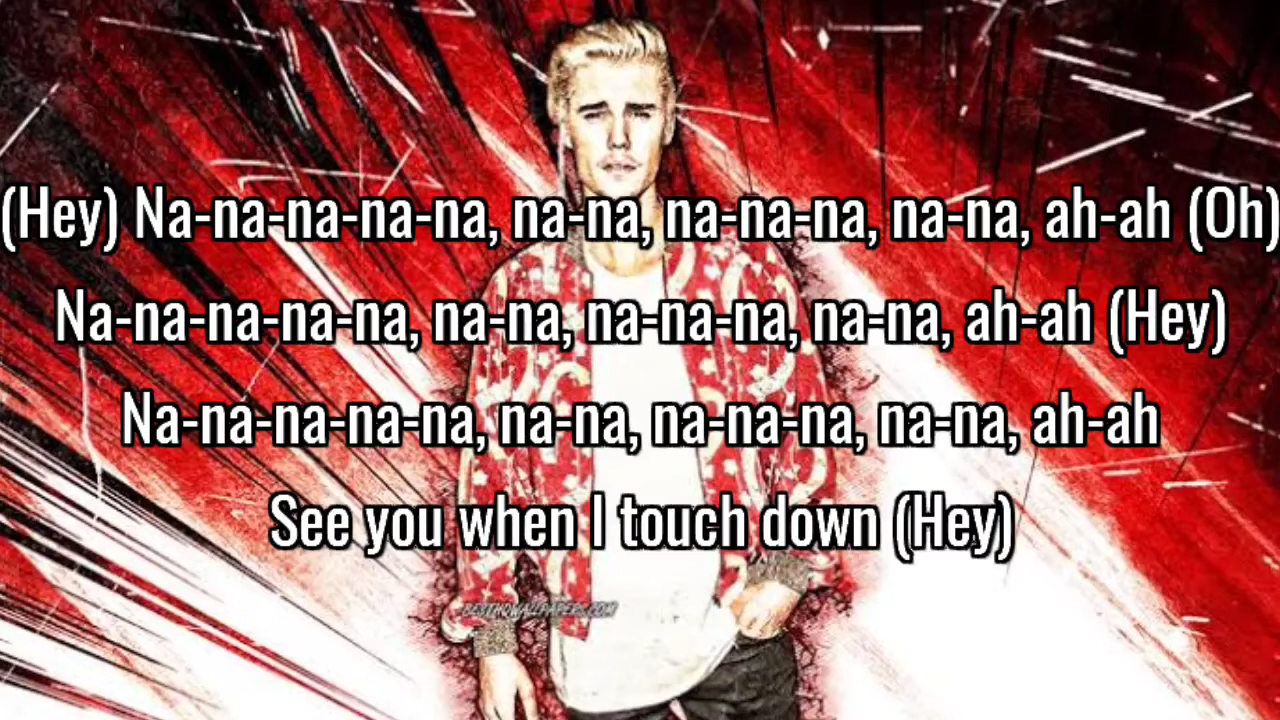 (Hey) Na-na-na-na-na, na-na, na-na-na, na-na, ah-ah (Oh)
Na-na-na-na-na, na-na, na-na-na, na-na, ah-ah (Hey)
Na-na-na-na-na, na-na, na-na-na, na-na, ah-ah
See you when I touch down (Hey)
BESTHQWALLPAPERS.COM